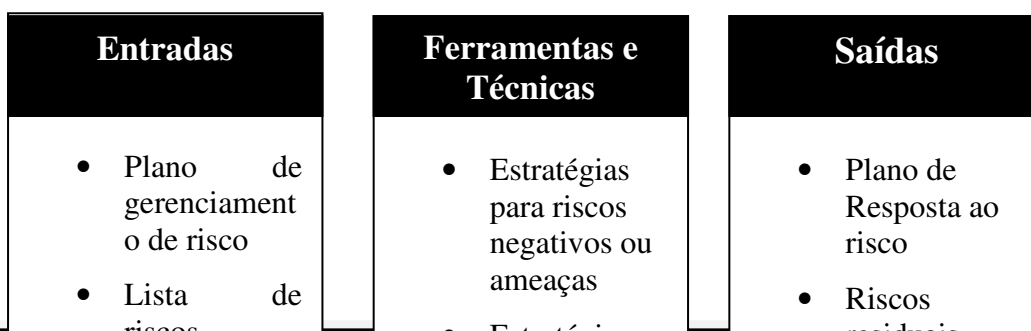 Entradas
• Plano de
gerenciament
o de risco
• Lista de
riscos
Ferramentas e
Técnicas
• Estratégias
para riscos
negativos ou
ameaças
Saídas
• Plano de
Resposta ao
risco
• Riscos